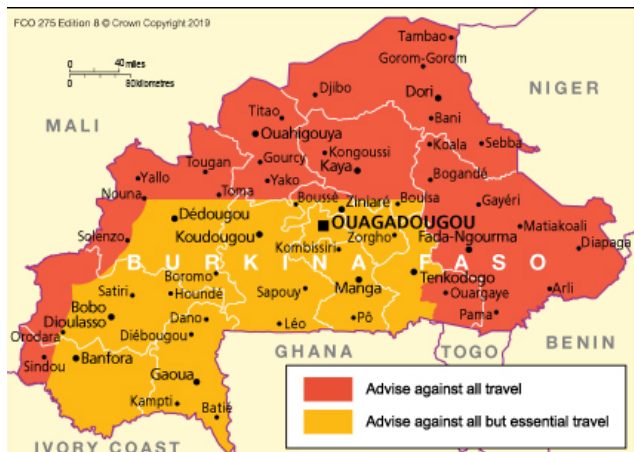 FCO 275 Edition 8 © Crown Copyright 2019
0 40 miles
0 80 kilometres
Tambao
Gorom-Gorom
Djibo
Dori
NIGER
Titao
Bani
MALI
Ouahigouya
Koala
Sebba
Tougan
Gourcy
Kongoussi
Kaya
Yallo
Yako
Bogandé
Nouna
Toma
Boussé
Ziniaré
Boulsa
Gayéri
Dédougou
OUAGADOUGOU
Matiakoali
Solenzo
Koudougou
Zorgho
Fada-Ngourma
Diapaga
Kombissiri
BURKINA FASO
Boromo
Tenkodogo
Satiri
Houndé
Sapouy
Manga
Ouargaye
Arli
Bobo
Dioulasso
Dano
Léo
Pô
Pama
Orodara
Diébougou
Sindou
Banfora
GHANA
TOGO
BENIN
Gaoua
Kampti
Batié
IVORY COAST
Advise against all travel
Advise against all but essential travel